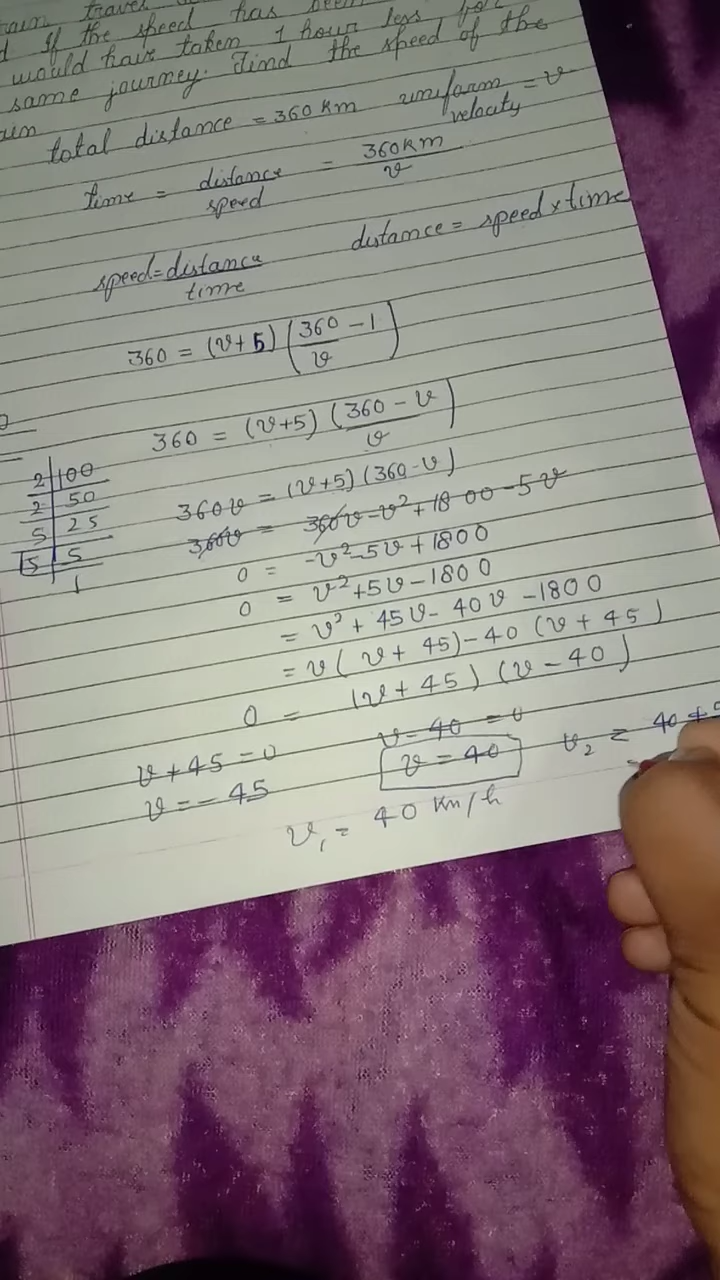 travel
If the speed has been
would have taken 1 hour less
same journey. Find the speed of the
total distance = 360 km uniform velocity = v
time = distance/speed = 360km/v
speed = distance/time distance = speed × time
360 = (v+5) (360/v - 1)
360 = (v+5) (360 - v/v)
2 | 100
2 | 50
5 | 25
5 | 5
1
360v = (v+5) (360-v)
360v = 360v - v² + 1800 - 5v
0 = -v² - 5v + 1800
0 = v² + 5v - 1800
= v² + 45v - 40v - 1800
= v (v + 45) - 40 (v + 45)
0 = (v + 45) (v - 40)
v + 45 = 0
v = - 45
v - 40 = 0
v = 40
v₂ = 40 +
v₁ = 40 km/h